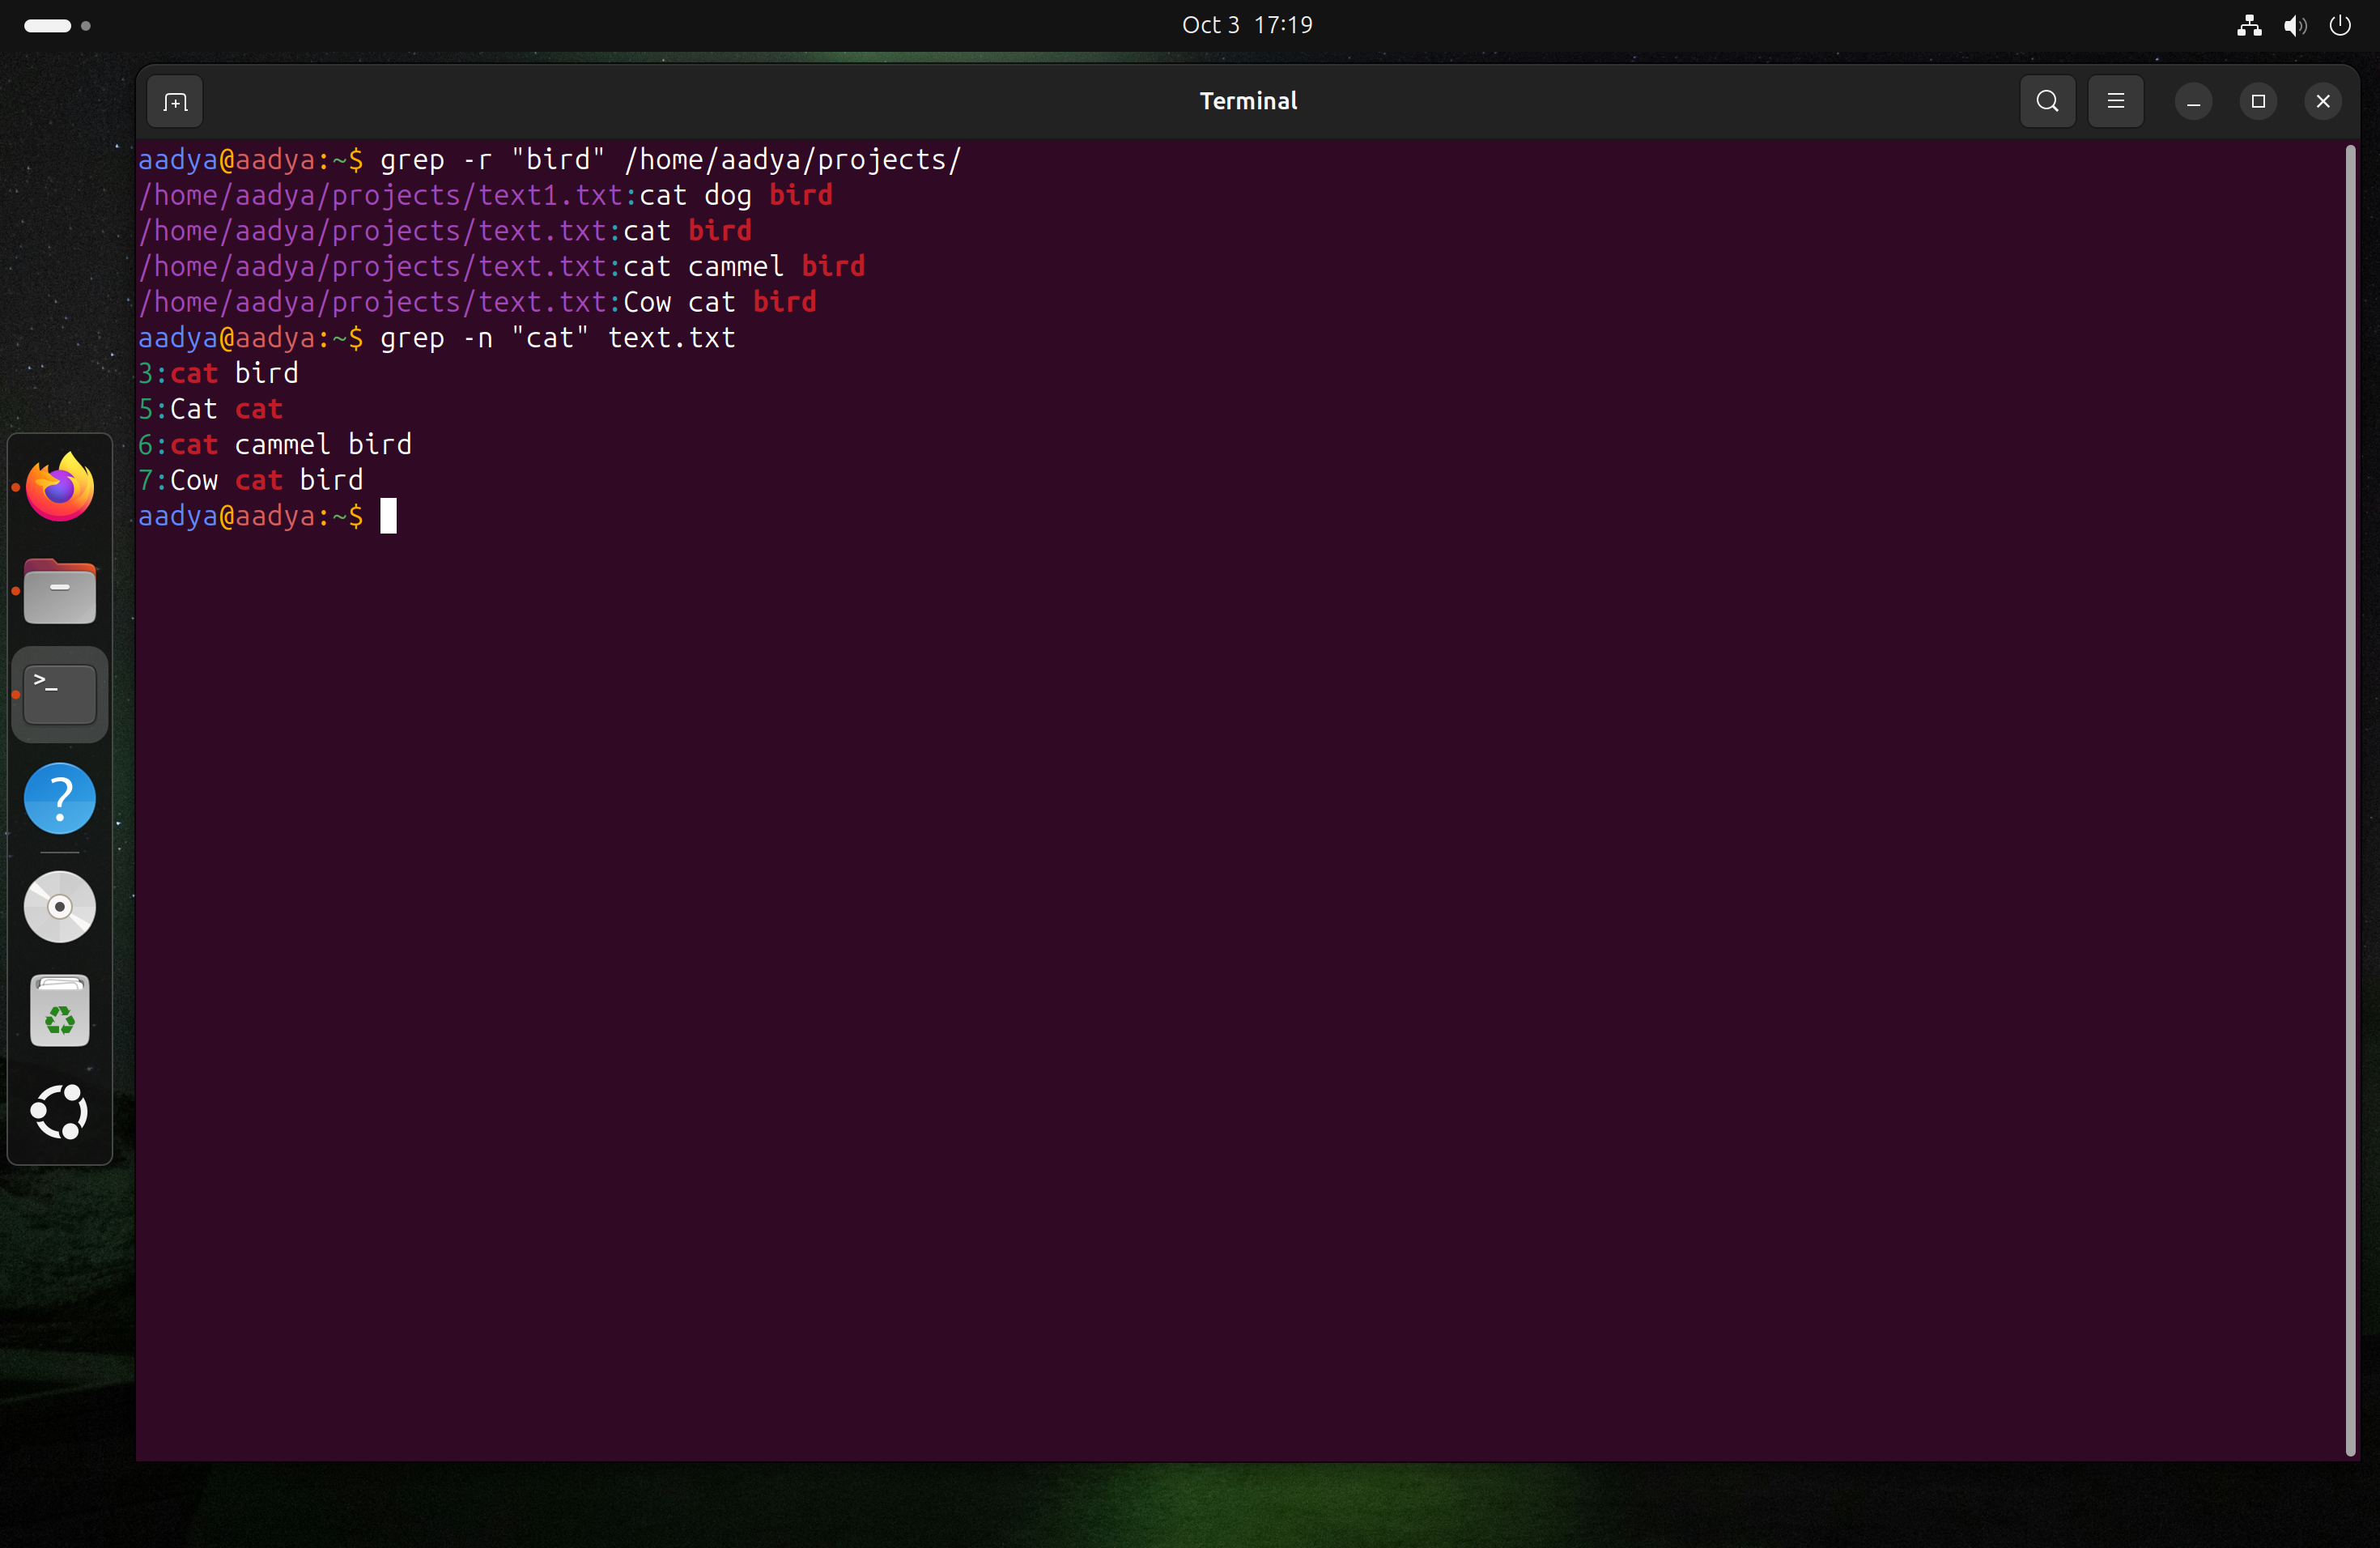 Oct 3 17:19
Terminal
aadya@aadya:~$ grep -r "bird" /home/aadya/projects/
/home/aadya/projects/text1.txt:cat dog bird
/home/aadya/projects/text.txt:cat bird
/home/aadya/projects/text.txt:cat cammel bird
/home/aadya/projects/text.txt:Cow cat bird
aadya@aadya:~$ grep -n "cat" text.txt
3:cat bird
5:Cat cat
6:cat cammel bird
7:Cow cat bird
aadya@aadya:~$